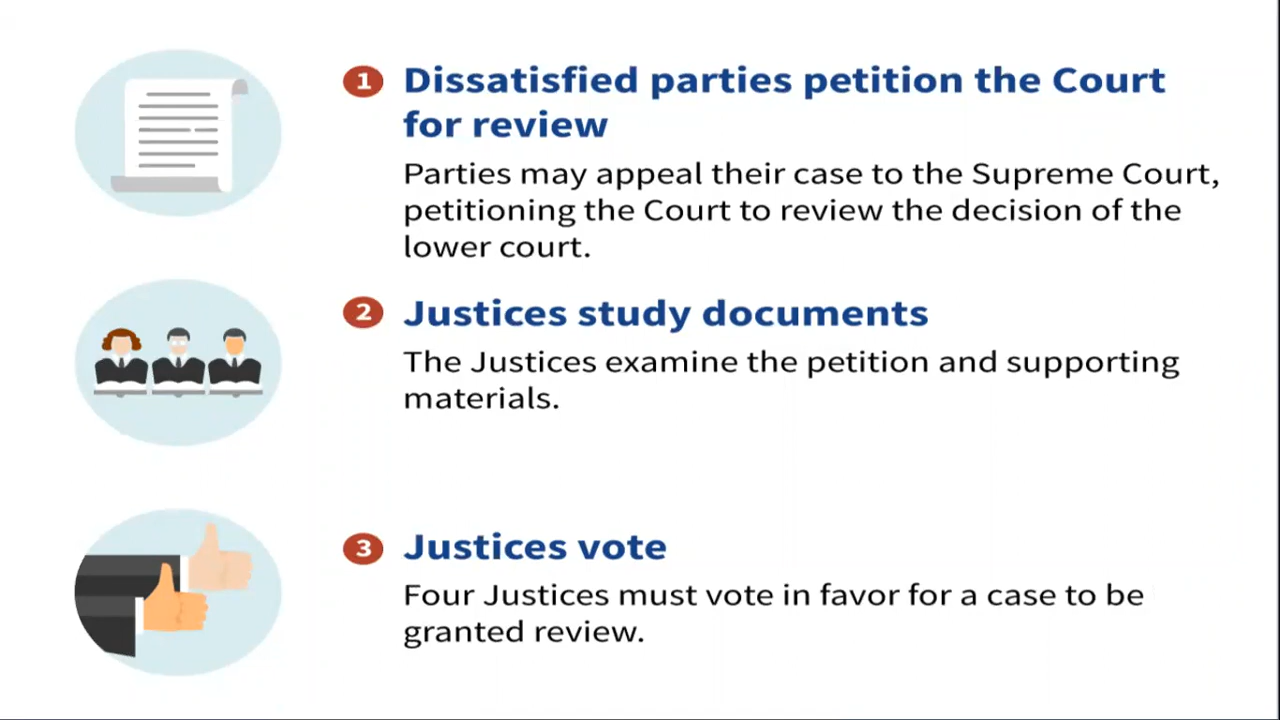 1 Dissatisfied parties petition the Court
for review
Parties may appeal their case to the Supreme Court,
petitioning the Court to review the decision of the
lower court.
2 Justices study documents
The Justices examine the petition and supporting
materials.
3 Justices vote
Four Justices must vote in favor for a case to be
granted review.